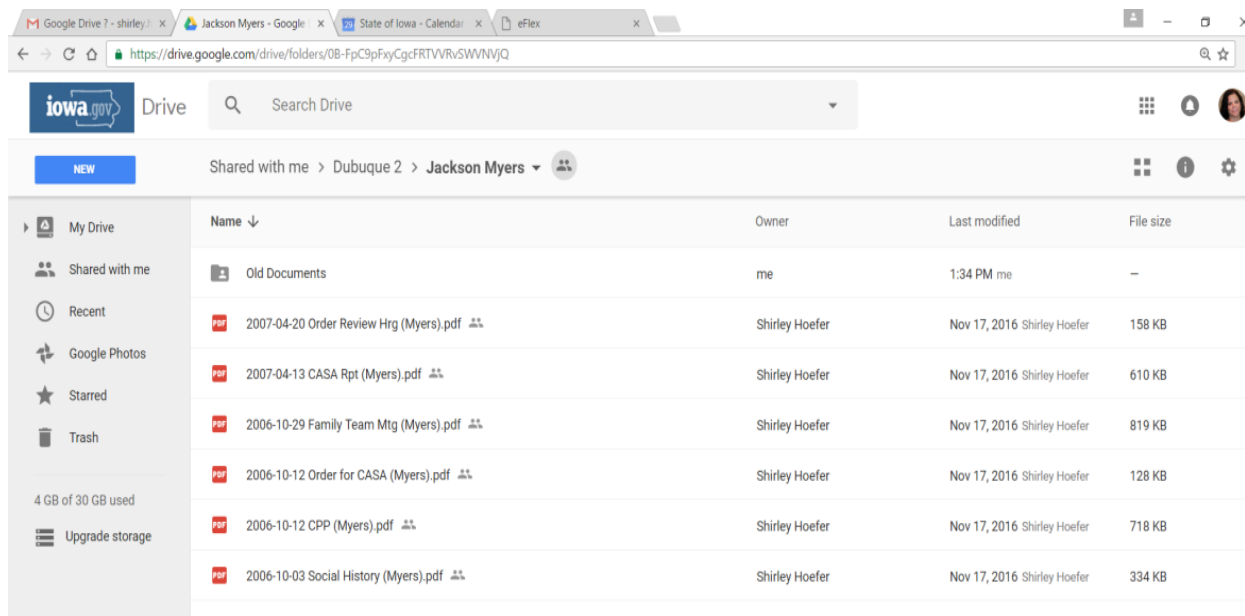 Google Drive ? - shirley.h
Jackson Myers - Google
State of Iowa - Calendar
eFlex
https://drive.google.com/drive/folders/0B-FpC9pFxyCgcFRTVVRvSWVNVjQ
iowa.gov Drive Search Drive
NEW Shared with me > Dubuque 2 > Jackson Myers
Name Owner Last modified File size
My Drive
Shared with me
Recent
Google Photos
Starred
Trash
4 GB of 30 GB used
Upgrade storage
Old Documents me 1:34 PM me –
PDF 2007-04-20 Order Review Hrg (Myers).pdf Shirley Hoefer Nov 17, 2016 Shirley Hoefer 158 KB
PDF 2007-04-13 CASA Rpt (Myers).pdf Shirley Hoefer Nov 17, 2016 Shirley Hoefer 610 KB
PDF 2006-10-29 Family Team Mtg (Myers).pdf Shirley Hoefer Nov 17, 2016 Shirley Hoefer 819 KB
PDF 2006-10-12 Order for CASA (Myers).pdf Shirley Hoefer Nov 17, 2016 Shirley Hoefer 128 KB
PDF 2006-10-12 CPP (Myers).pdf Shirley Hoefer Nov 17, 2016 Shirley Hoefer 718 KB
PDF 2006-10-03 Social History (Myers).pdf Shirley Hoefer Nov 17, 2016 Shirley Hoefer 334 KB